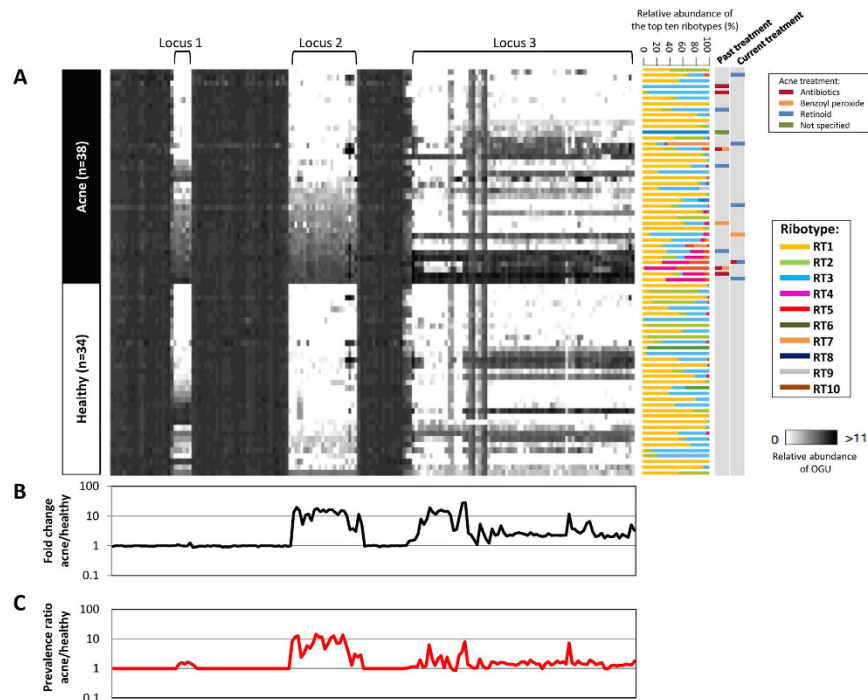 Relative abundance of
the top ten ribotypes (%)
Locus 1
Locus 2
Locus 3
0
20
40
60
80
100
Past treatment
Current treatment
A
Acne (n=38)
Healthy (n=34)
Acne treatment:
Antibiotics
Benzoyl peroxide
Retinoid
Not specified
Ribotype:
RT1
RT2
RT3
RT4
RT5
RT6
RT7
RT8
RT9
RT10
0 >11
Relative abundance
of OGU
B
Fold change
acne/healthy
100
10
1
0.1
C
Prevalence ratio
acne/healthy
100
10
1
0.1